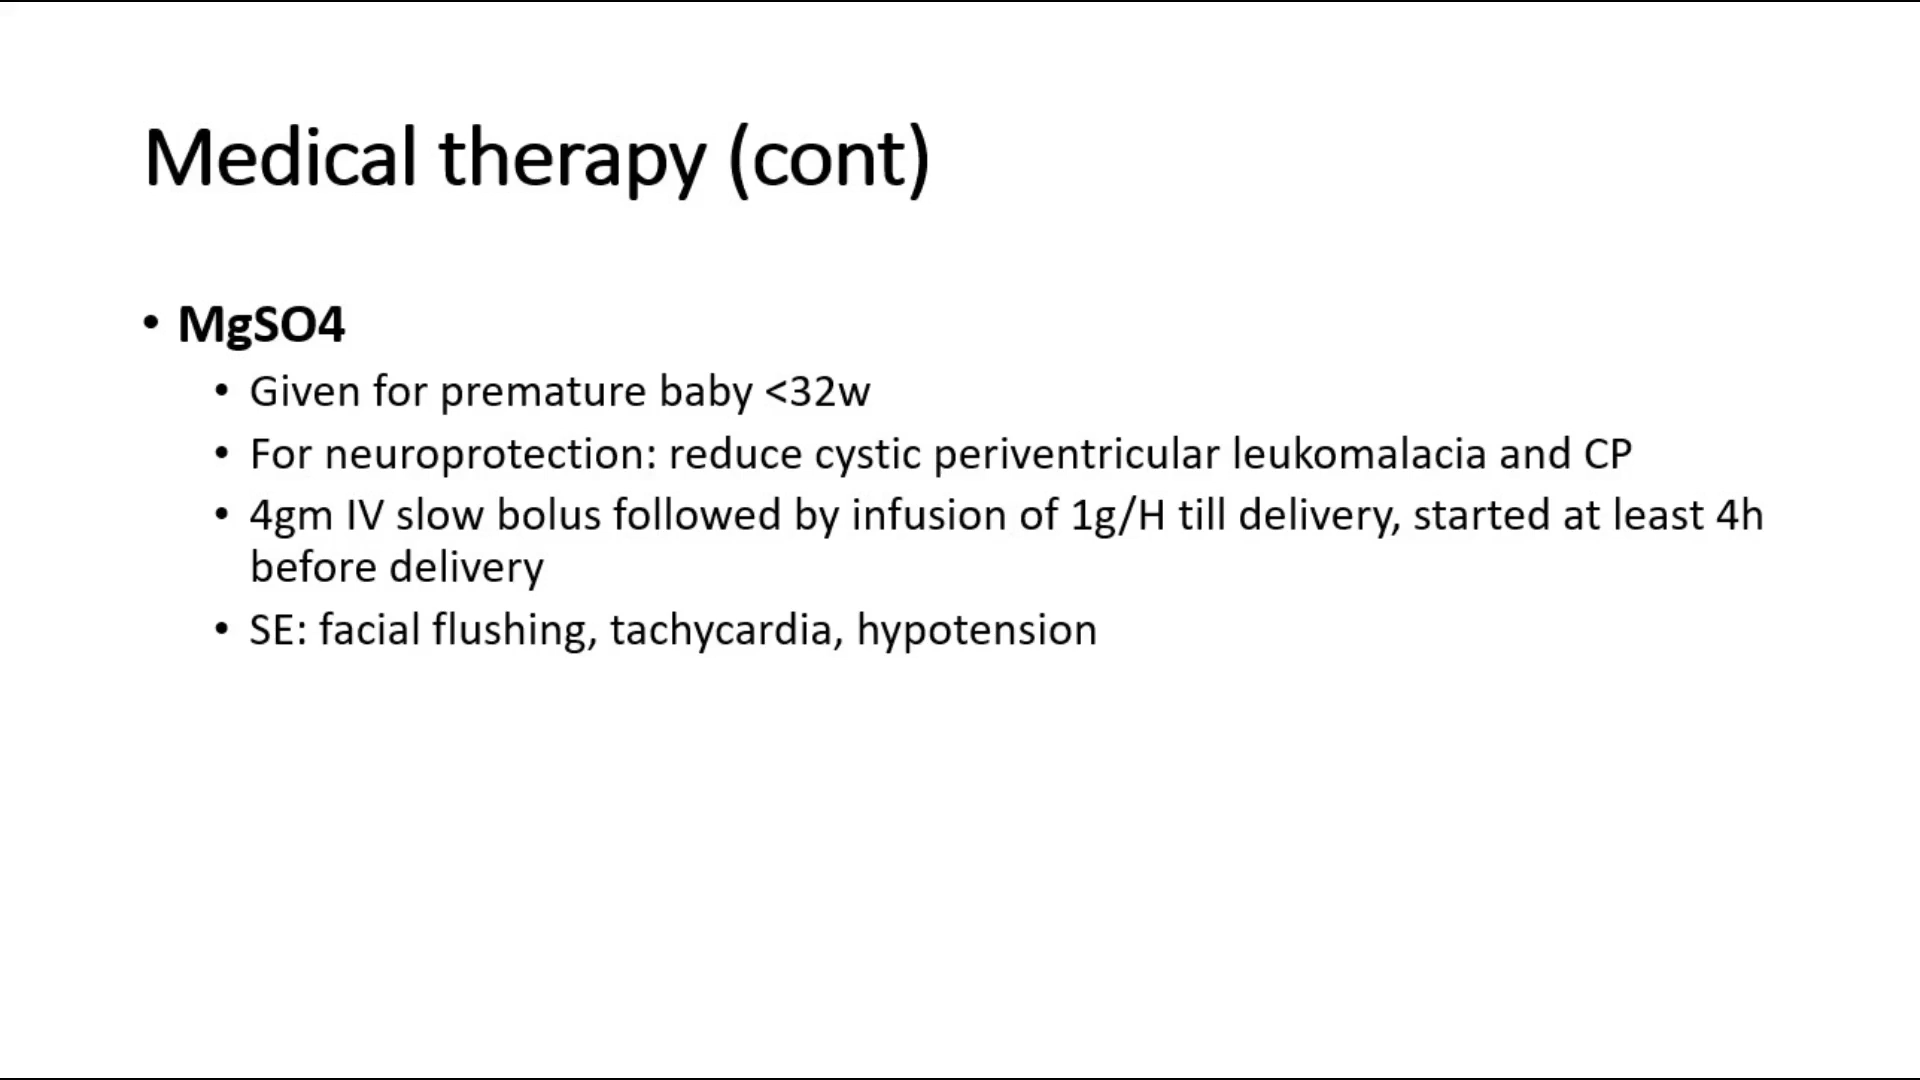 Medical therapy (cont)
• MgSO4
• Given for premature baby <32w
• For neuroprotection: reduce cystic periventricular leukomalacia and CP
• 4gm IV slow bolus followed by infusion of 1g/H till delivery, started at least 4h
before delivery
• SE: facial flushing, tachycardia, hypotension